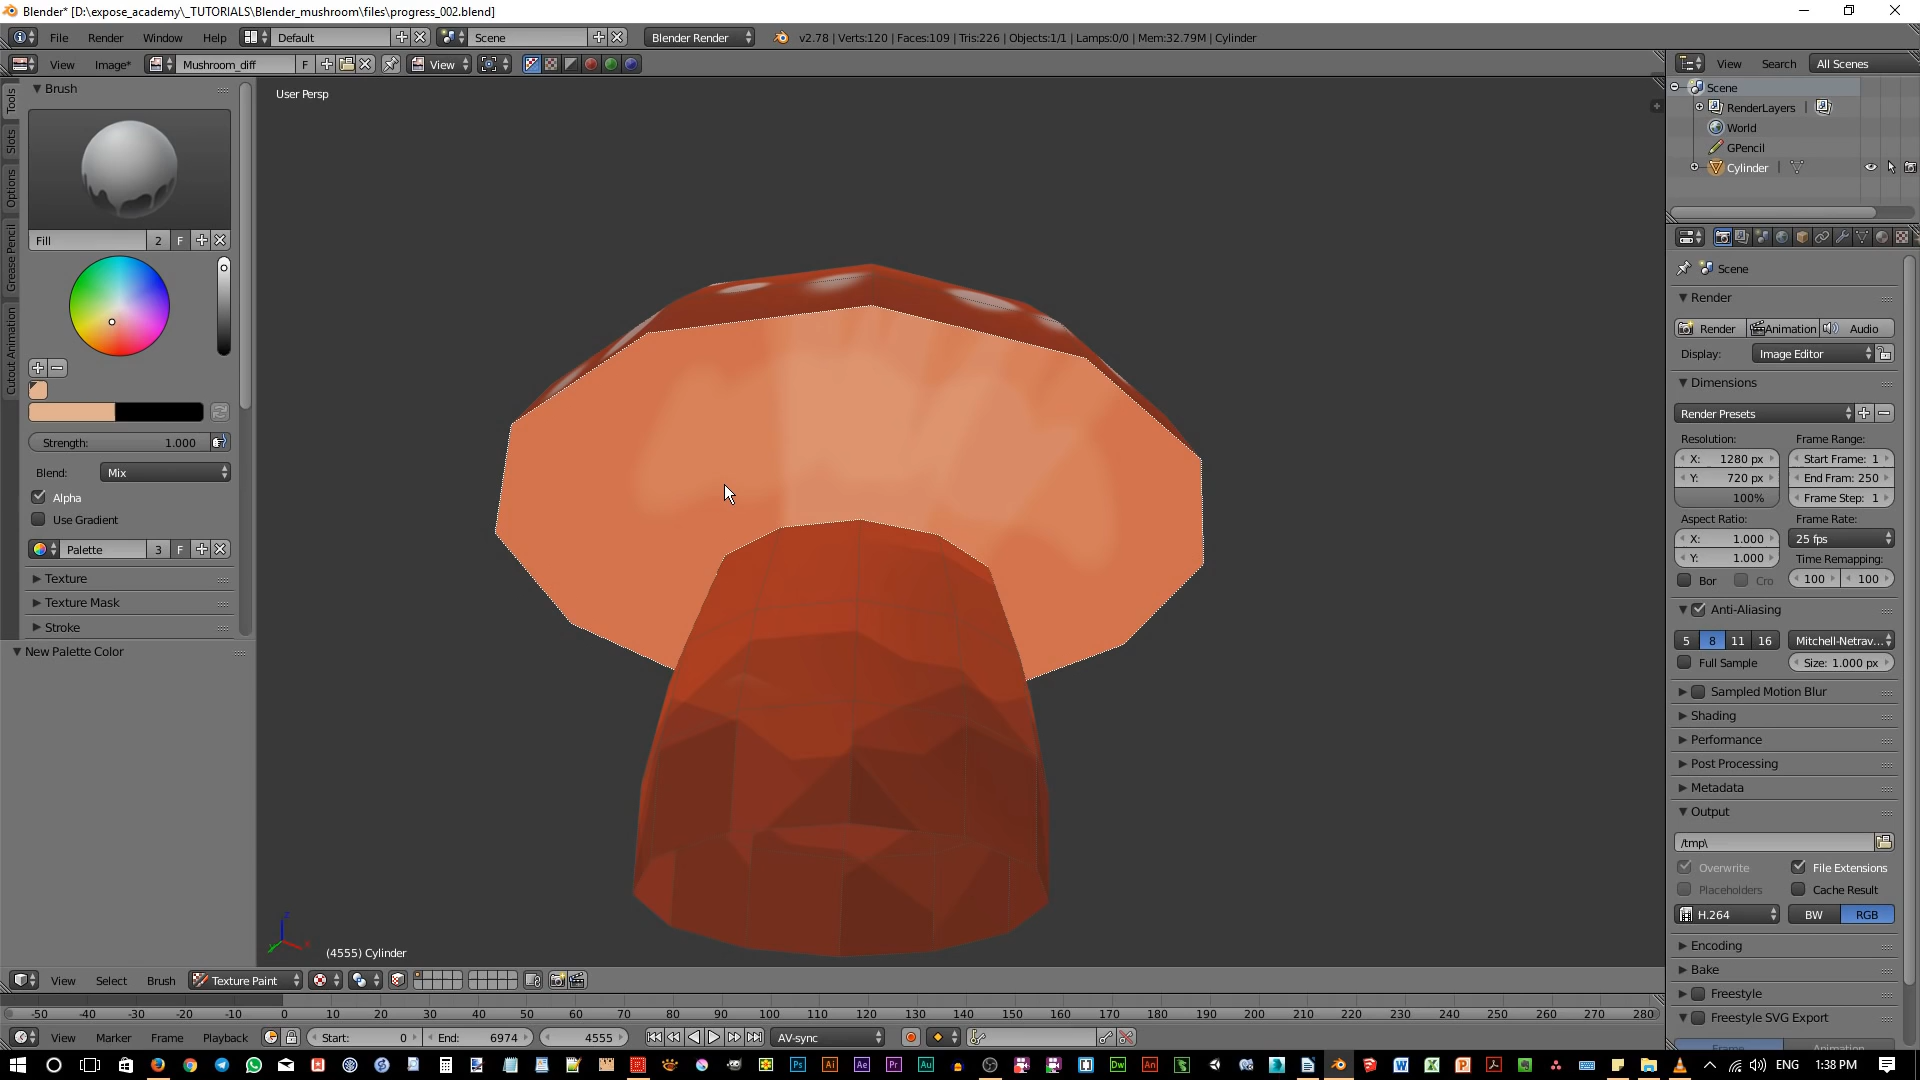 Blender* [D:\expose_academy\_TUTORIALS\Blender_mushroom\files\progress_002.blend]
File Render Window Help Default Scene Blender Render v2.78 | Verts:120 | Faces:109 | Tris:226 | Objects:1/1 | Lamps:0/0 | Mem:32.79M | Cylinder
View Image* Mushroom_diff F View
View Search All Scenes
Brush
User Persp
Scene
RenderLayers |
World
GPencil
Cylinder |
Tools
Slots
Options
Grease Pencil
Cutout Animation
Fill 2 F
Scene
Render
Render Animation Audio
Display: Image Editor
Dimensions
Render Presets
Resolution: Frame Range:
X: 1280 px Start Frame: 1
Y: 720 px End Fram: 250
100% Frame Step: 1
Aspect Ratio: Frame Rate:
X: 1.000 25 fps
Y: 1.000 Time Remapping:
Bor Cro 100 100
Strength: 1.000
Blend: Mix
Alpha
Use Gradient
Palette 3 F
Texture
Texture Mask
Stroke
New Palette Color
Anti-Aliasing
5 8 11 16 Mitchell-Netrav...
Full Sample Size: 1.000 px
Sampled Motion Blur
Shading
Performance
Post Processing
Metadata
Output
/tmp\
Overwrite File Extensions
Placeholders Cache Result
H.264 BW RGB
Encoding
Bake
Freestyle
Freestyle SVG Export
Frame Animation
(4555) Cylinder
View Select Brush Texture Paint
-50 -40 -30 -20 -10 0 10 20 30 40 50 60 70 80 90 100 110 120 130 140 150 160 170 180 190 200 210 220 230 240 250 260 270 280
View Marker Frame Playback Start: 0 End: 6974 4555 AV-sync
Ps Ai Ae Pr Au Dw An ENG 1:38 PM